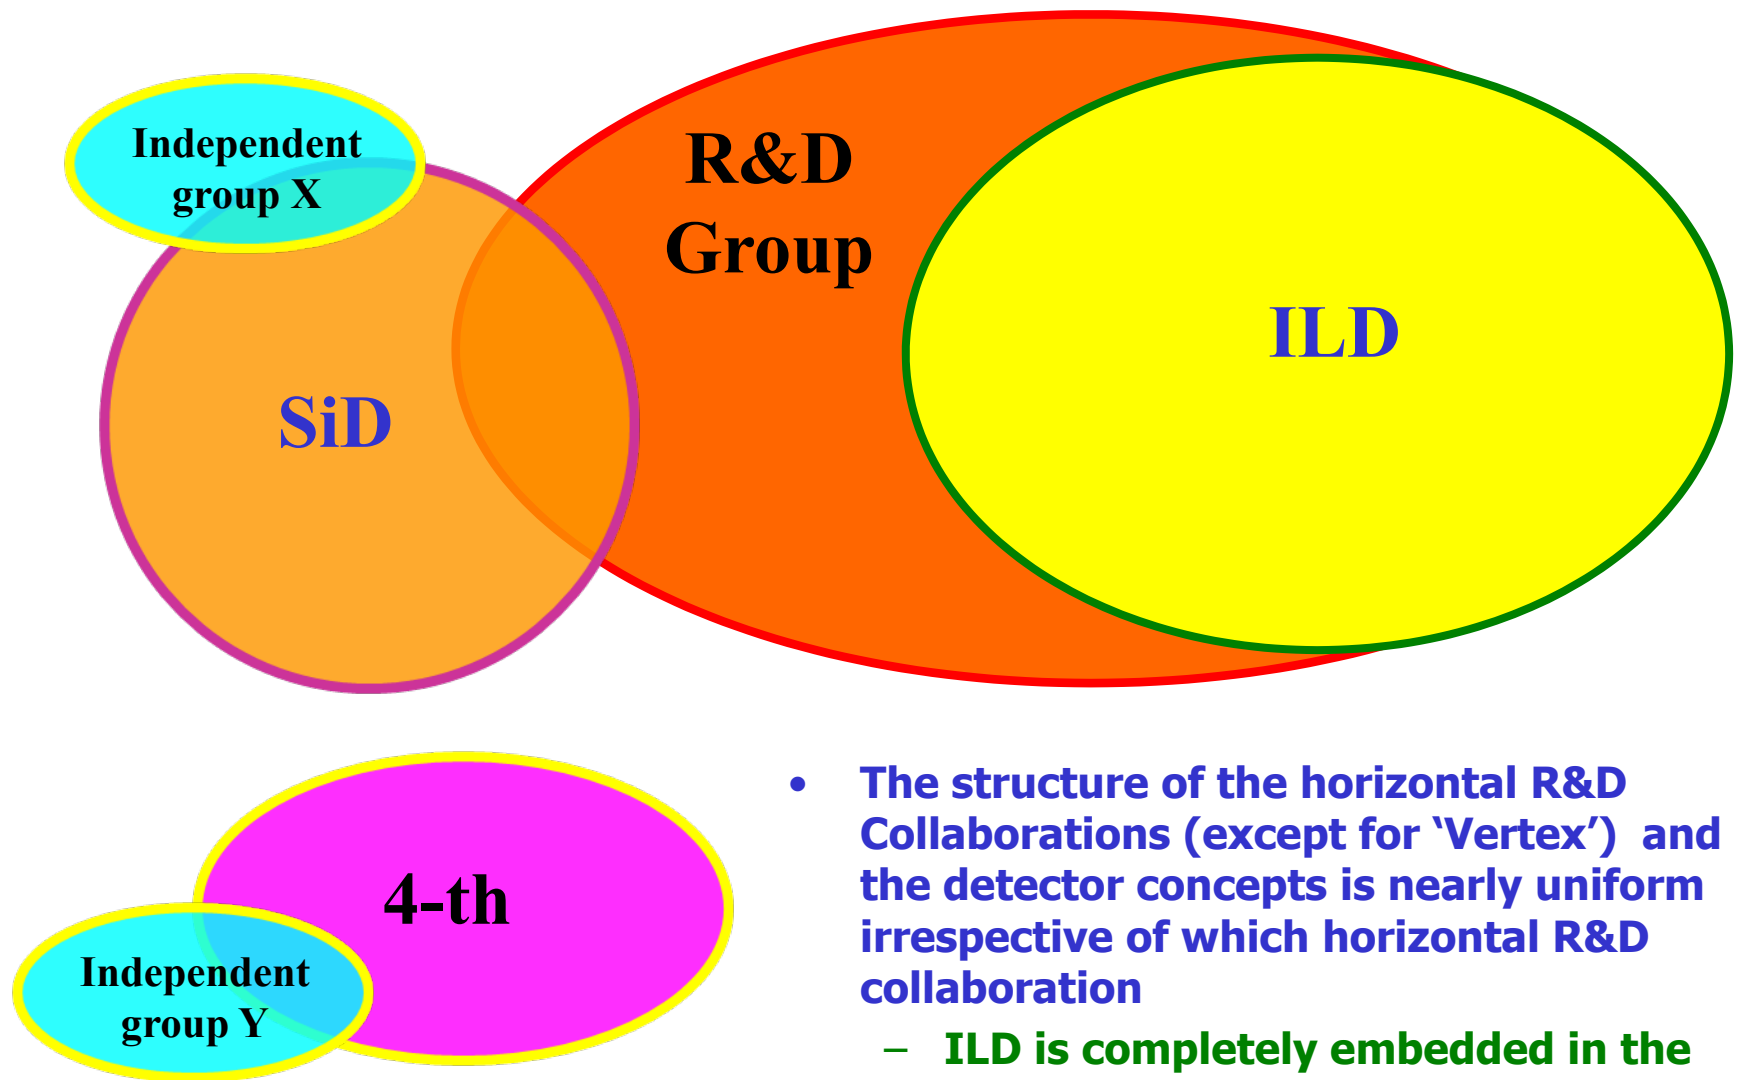 Independent
group X
R&D
Group
ILD
SiD
4-th
Independent
group Y
• The structure of the horizontal R&D
Collaborations (except for ‘Vertex’)  and
the detector concepts is nearly uniform
irrespective of which horizontal R&D
collaboration
– ILD is completely embedded in the